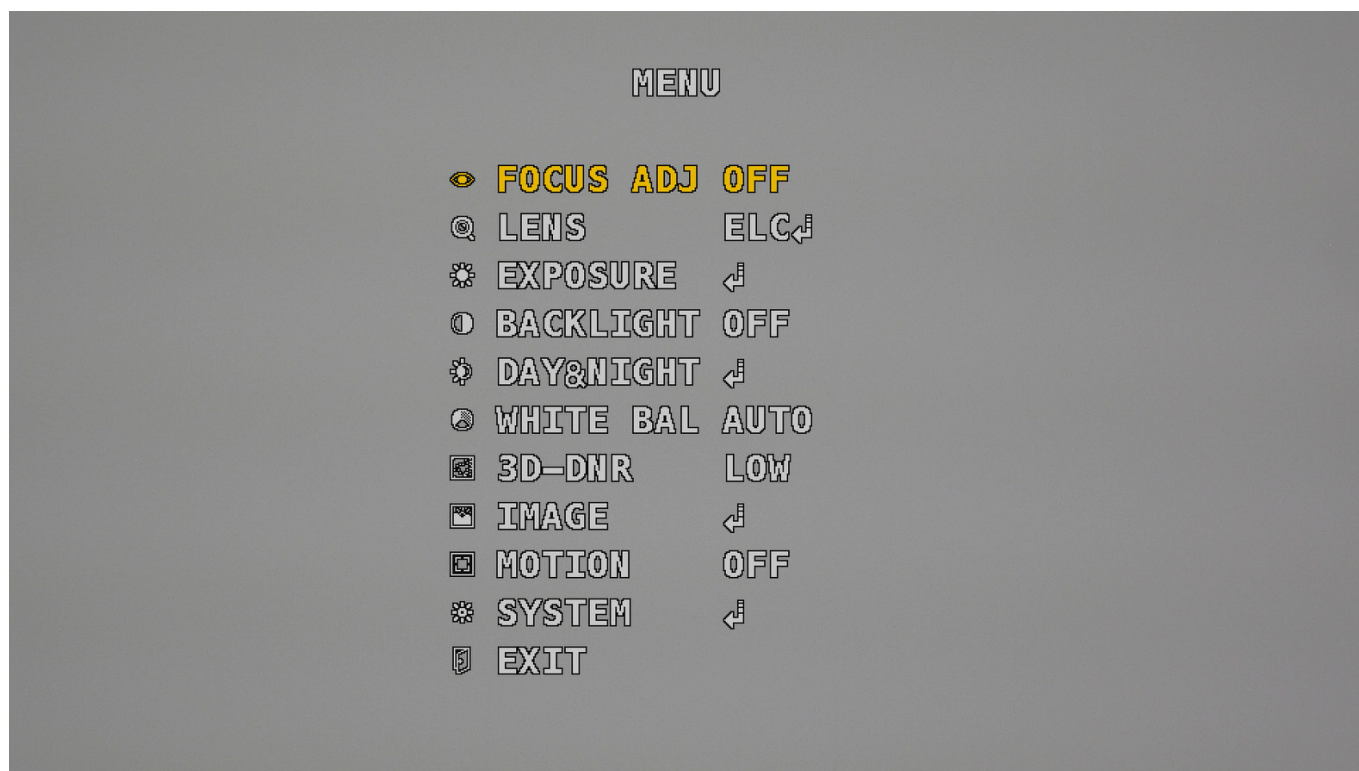 MENU
FOCUS ADJ OFF
LENS ELC↲
EXPOSURE ↲
BACKLIGHT OFF
DAY&NIGHT ↲
WHITE BAL AUTO
3D-DNR LOW
IMAGE ↲
MOTION OFF
SYSTEM ↲
EXIT